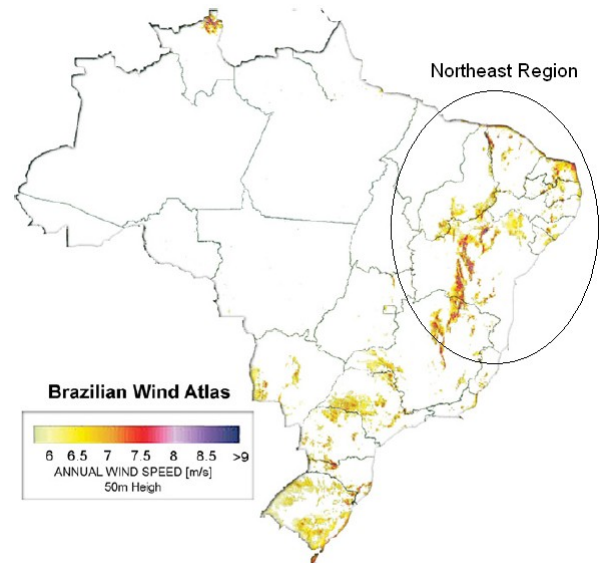 Northeast Region
Brazilian Wind Atlas
6 6.5 7 7.5 8 8.5 >9
ANNUAL WIND SPEED [m/s]
50m Heigh